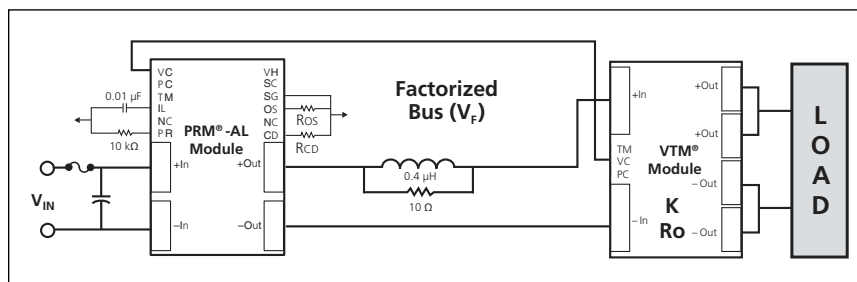 VC
PC
TM
IL
NC
PR
VH
SC
SG
OS
NC
CD
0.01 µF
10 kΩ
PRM® -AL
Module
+In
–In
+Out
–Out
VIN
ROS
RCD
Factorized
Bus (VF)
0.4 µH
10 Ω
+In
TM
VC
PC
– In
VTM®
Module
K
Ro
+Out
+Out
– Out
– Out
L
O
A
D